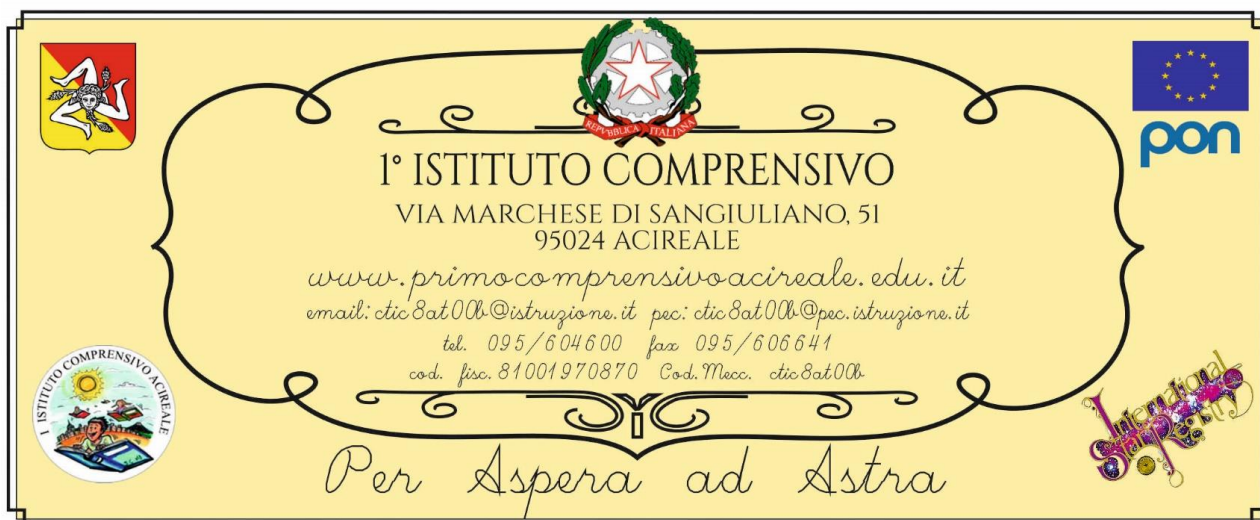 REPVBBLICA ITALIANA
pon
1° ISTITUTO COMPRENSIVO
VIA MARCHESE DI SANGIULIANO, 51
95024 ACIREALE
www.primocomprensivoacireale.edu.it
email: ctic8at00b@istruzione.it pec: ctic8at00b@pec.istruzione.it
tel. 095/604600 fax 095/606641
cod. fisc. 81001970870 Cod. Mecc. ctic8at00b
I ISTITUTO COMPRENSIVO ACIREALE
International
Star Registry
Per Aspera ad Astra